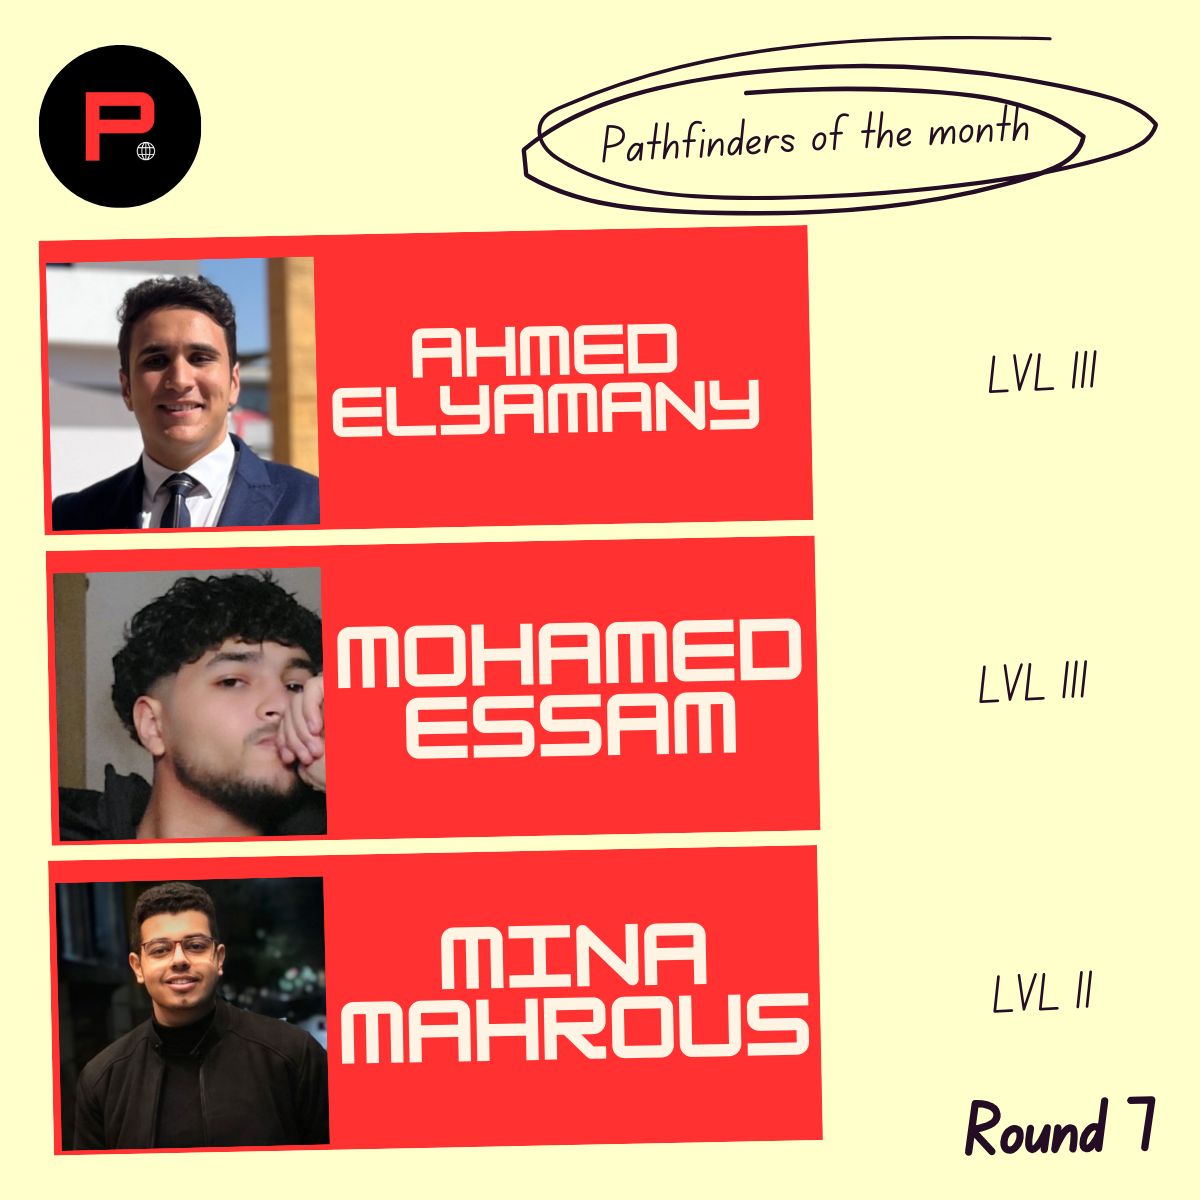 P
Pathfinders of the month
AHMED
ELYAMANY
LVL III
MOHAMED
ESSAM
LVL III
MINA
MAHROUS
LVL II
Round 7